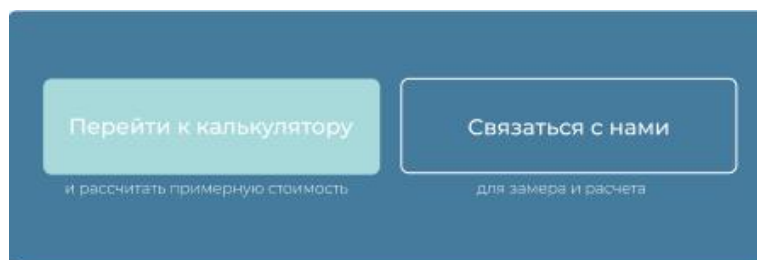 Перейти к калькулятору
Связаться с нами
и рассчитать примерную стоимость
для замера и расчета